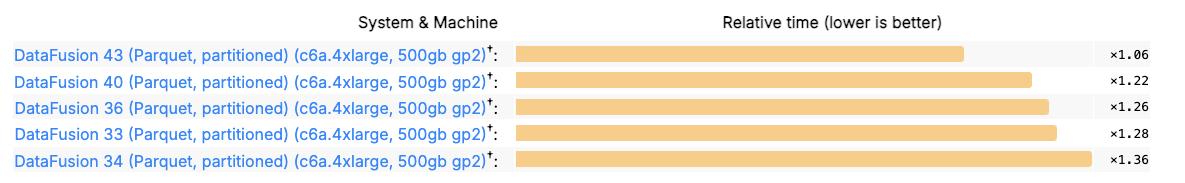 System & Machine Relative time (lower is better)
DataFusion 43 (Parquet, partitioned) (c6a.4xlarge, 500gb gp2)†: ×1.06
DataFusion 40 (Parquet, partitioned) (c6a.4xlarge, 500gb gp2)†: ×1.22
DataFusion 36 (Parquet, partitioned) (c6a.4xlarge, 500gb gp2)†: ×1.26
DataFusion 33 (Parquet, partitioned) (c6a.4xlarge, 500gb gp2)†: ×1.28
DataFusion 34 (Parquet, partitioned) (c6a.4xlarge, 500gb gp2)†: ×1.36